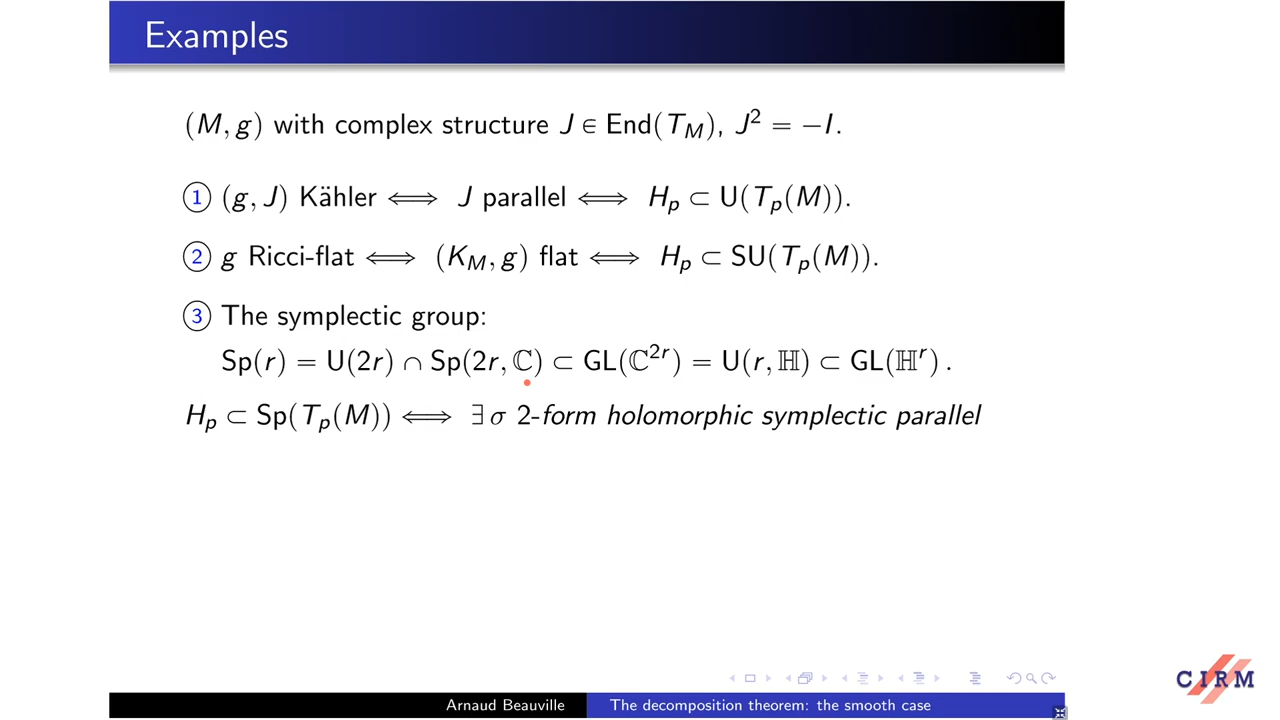 Examples
(M, g) with complex structure J ∈ End(T_M), J² = −I.
① (g, J) Kähler ⟺ J parallel ⟺ H_p ⊂ U(T_p(M)).
② g Ricci-flat ⟺ (K_M, g) flat ⟺ H_p ⊂ SU(T_p(M)).
③ The symplectic group:
Sp(r) = U(2r) ∩ Sp(2r, ℂ) ⊂ GL(ℂ²ʳ) = U(r, ℍ) ⊂ GL(ℍʳ) .
H_p ⊂ Sp(T_p(M)) ⟺ ∃ σ 2-form holomorphic symplectic parallel
CIRM
Arnaud Beauville The decomposition theorem: the smooth case